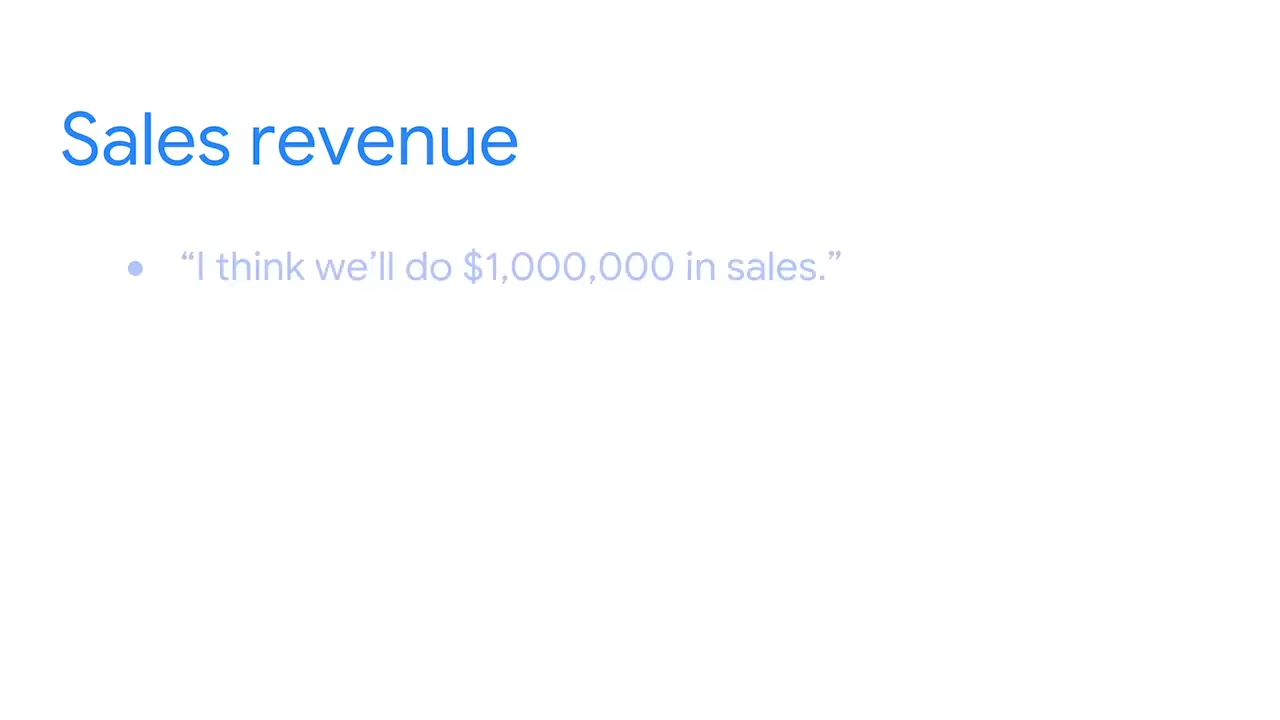 Sales revenue
● “I think we’ll do $1,000,000 in sales.”